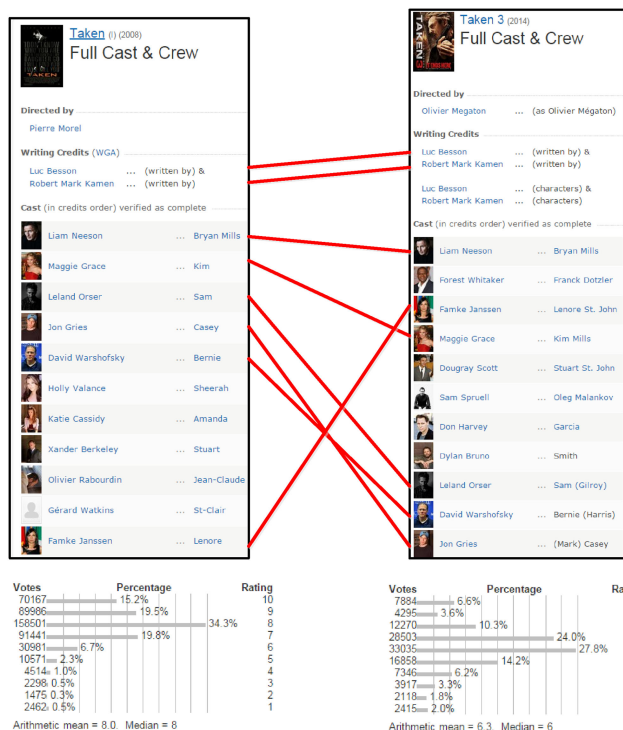 Taken (I) (2008)
Full Cast & Crew
TAKEN
Directed by
Pierre Morel
Writing Credits (WGA)
Luc Besson ... (written by) &
Robert Mark Kamen ... (written by)
Cast (in credits order) verified as complete
Liam Neeson ... Bryan Mills
Maggie Grace ... Kim
Leland Orser ... Sam
Jon Gries ... Casey
David Warshofsky ... Bernie
Holly Valance ... Sheerah
Katie Cassidy ... Amanda
Xander Berkeley ... Stuart
Olivier Rabourdin ... Jean-Claude
Gérard Watkins ... St-Clair
Famke Janssen ... Lenore
Votes Percentage Rating
70167 15.2% 10
89986 19.5% 9
158501 34.3% 8
91441 19.8% 7
30981 6.7% 6
10571 2.3% 5
4514 1.0% 4
2298 0.5% 3
1475 0.3% 2
2462 0.5% 1
Arithmetic mean = 8.0. Median = 8
Taken 3 (2014)
Full Cast & Crew
TAKEN
Directed by
Olivier Megaton ... (as Olivier Mégaton)
Writing Credits
Luc Besson ... (written by) &
Robert Mark Kamen ... (written by)
Luc Besson ... (characters) &
Robert Mark Kamen ... (characters)
Cast (in credits order) verified as complete
Liam Neeson ... Bryan Mills
Forest Whitaker ... Franck Dotzler
Famke Janssen ... Lenore St. John
Maggie Grace ... Kim Mills
Dougray Scott ... Stuart St. John
Sam Spruell ... Oleg Malankov
Don Harvey ... Garcia
Dylan Bruno ... Smith
Leland Orser ... Sam (Gilroy)
David Warshofsky ... Bernie (Harris)
Jon Gries ... (Mark) Casey
Votes Percentage Ra
7884 6.6%
4295 3.6%
12270 10.3%
28503 24.0%
33035 27.8%
16858 14.2%
7346 6.2%
3917 3.3%
2118 1.8%
2415 2.0%
Arithmetic mean = 6.3. Median = 6